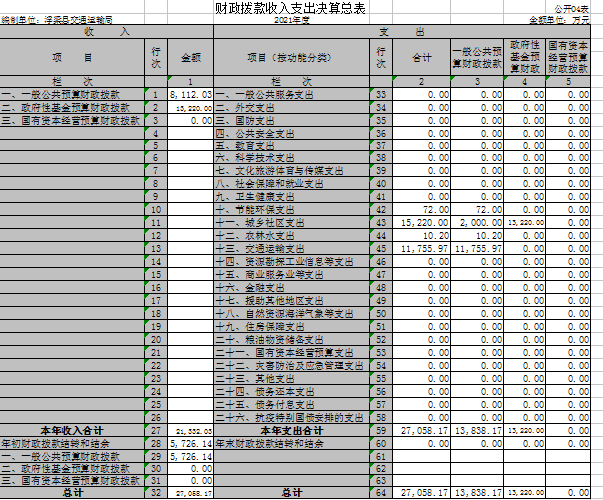 财政拨款收入支出决算总表
公开04表
编制单位：浮梁县交通运输局 2021年度 金额单位：万元
收 入 支 出
项 目 行次 金额 项目（按功能分类） 行次 合计 一般公共预算财政拨款 政府性基金预算财政 国有资本经营预算财政
栏 次 1 栏 次 2 3 4 5
一、一般公共预算财政拨款 1 8,112.03 一、一般公共服务支出 33 0.00 0.00 0.00 0.00
二、政府性基金预算财政拨款 2 13,220.00 二、外交支出 34 0.00 0.00 0.00 0.00
三、国有资本经营预算财政拨款 3 0.00 三、国防支出 35 0.00 0.00 0.00 0.00
4 四、公共安全支出 36 0.00 0.00 0.00 0.00
5 五、教育支出 37 0.00 0.00 0.00 0.00
6 六、科学技术支出 38 0.00 0.00 0.00 0.00
7 七、文化旅游体育与传媒支出 39 0.00 0.00 0.00 0.00
8 八、社会保障和就业支出 40 0.00 0.00 0.00 0.00
9 九、卫生健康支出 41 0.00 0.00 0.00 0.00
10 十、节能环保支出 42 72.00 72.00 0.00 0.00
11 十一、城乡社区支出 43 15,220.00 2,000.00 13,220.00 0.00
12 十二、农林水支出 44 10.20 10.20 0.00 0.00
13 十三、交通运输支出 45 11,755.97 11,755.97 0.00 0.00
14 十四、资源勘探工业信息等支出 46 0.00 0.00 0.00 0.00
15 十五、商业服务业等支出 47 0.00 0.00 0.00 0.00
16 十六、金融支出 48 0.00 0.00 0.00 0.00
17 十七、援助其他地区支出 49 0.00 0.00 0.00 0.00
18 十八、自然资源海洋气象等支出 50 0.00 0.00 0.00 0.00
19 十九、住房保障支出 51 0.00 0.00 0.00 0.00
20 二十、粮油物资储备支出 52 0.00 0.00 0.00 0.00
21 二十一、国有资本经营预算支出 53 0.00 0.00 0.00 0.00
22 二十二、灾害防治及应急管理支出 54 0.00 0.00 0.00 0.00
23 二十三、其他支出 55 0.00 0.00 0.00 0.00
24 二十四、债务还本支出 56 0.00 0.00 0.00 0.00
25 二十五、债务付息支出 57 0.00 0.00 0.00 0.00
26 二十六、抗疫特别国债安排的支出 58 0.00 0.00 0.00 0.00
本年收入合计 27 21,332.03 本年支出合计 59 27,058.17 13,838.17 13,220.00 0.00
年初财政拨款结转和结余 28 5,726.14 年末财政拨款结转和结余 60 0.00 0.00 0.00 0.00
一、一般公共预算财政拨款 29 5,726.14 61
二、政府性基金预算财政拨款 30 0.00 62
三、国有资本经营预算财政拨款 31 0.00 63
总计 32 27,058.17 总计 64 27,058.17 13,838.17 13,220.00 0.00